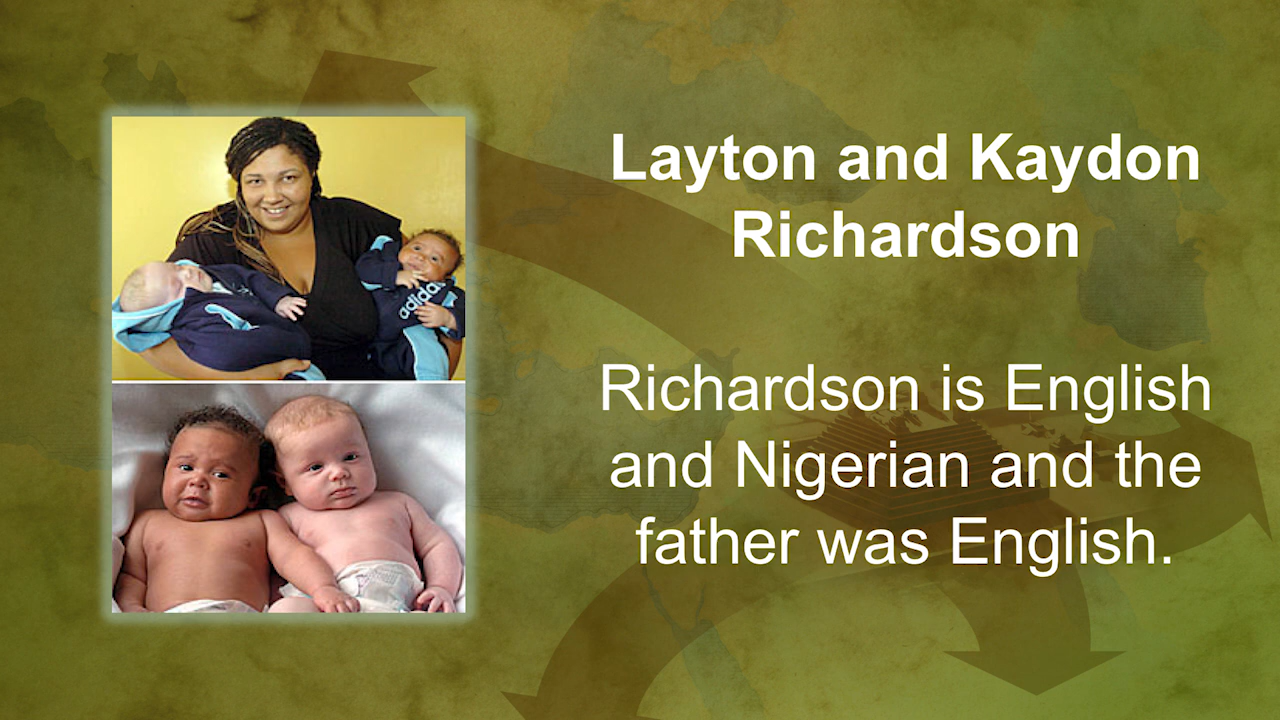 Layton and Kaydon
Richardson
Richardson is English
and Nigerian and the
father was English.
adidas